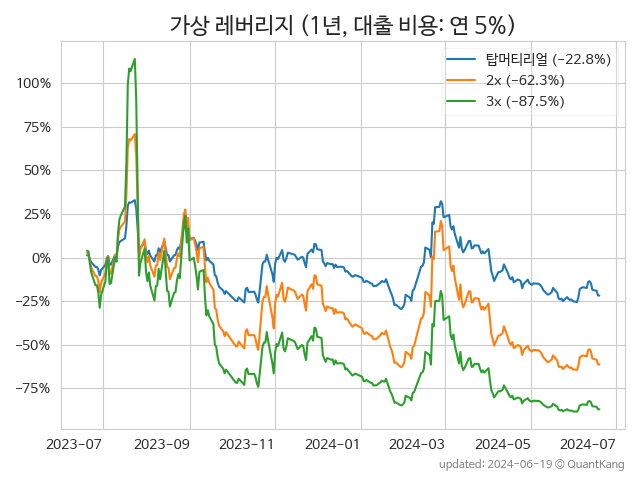 가상 레버리지 (1년, 대출 비용: 연 5%)
탑머티리얼 (-22.8%)
2x (-62.3%)
3x (-87.5%)
100%
75%
50%
25%
0%
-25%
-50%
-75%
2023-07 2023-09 2023-11 2024-01 2024-03 2024-05 2024-07
updated: 2024-06-19 © QuantKang